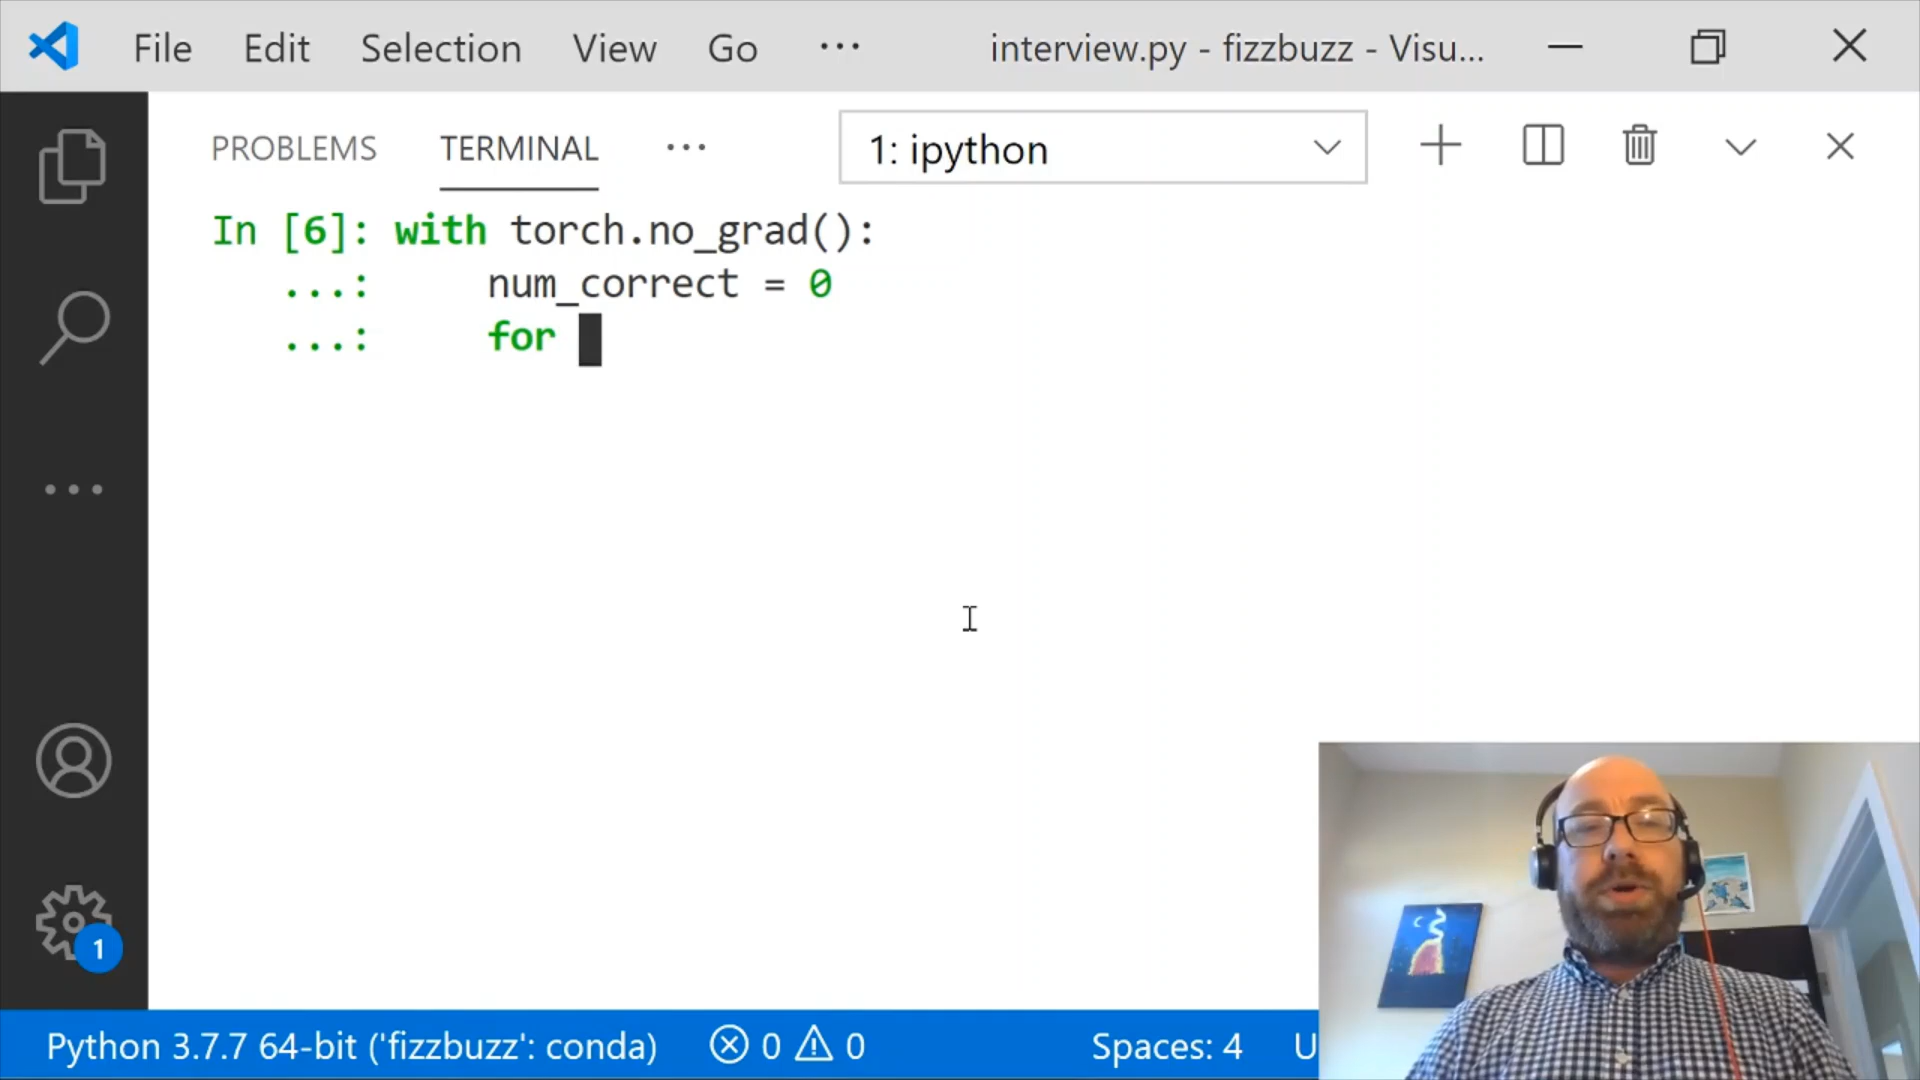 File Edit Selection View Go ··· interview.py - fizzbuzz - Visu...
PROBLEMS TERMINAL ··· 1: ipython
In [6]: with torch.no_grad():
...: num_correct = 0
...: for
1
Python 3.7.7 64-bit ('fizzbuzz': conda) 0 0 Spaces: 4 U